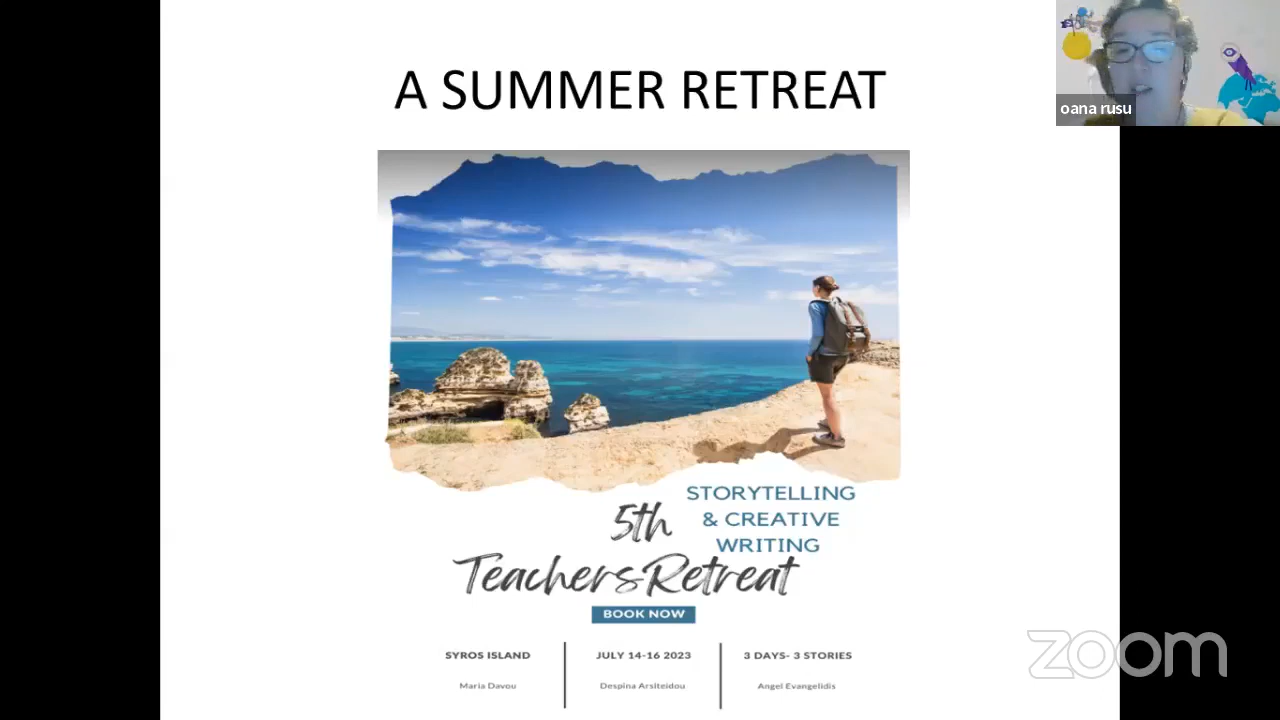 A SUMMER RETREAT
oana rusu
STORYTELLING
& CREATIVE
WRITING
5th
Teachers Retreat
BOOK NOW
SYROS ISLAND
JULY 14-16 2023
3 DAYS- 3 STORIES
Maria Davou
Despina Arsiteidou
Angel Evangelidis
zoom